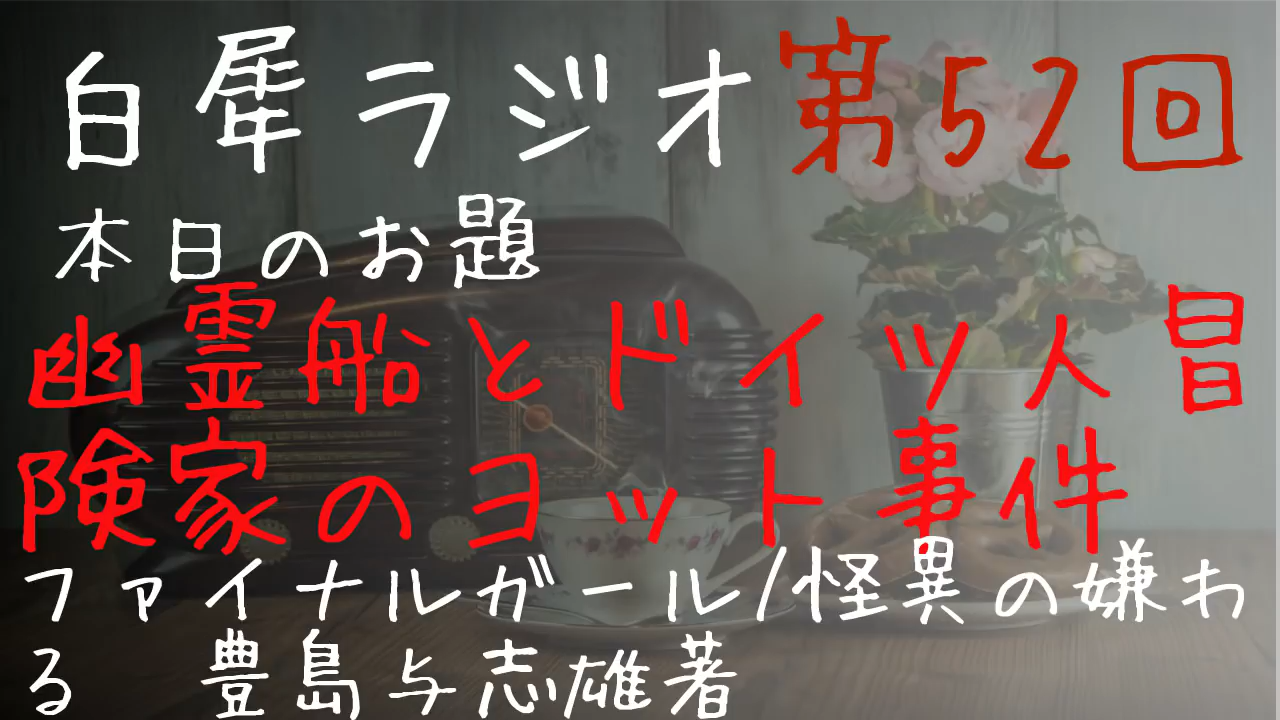 白犀ラジオ第52回
本日のお題
幽霊船とドイツ人冒
険家のヨット事件
ファイナルガール/怪異の嫌わ
る　豊島与志雄著